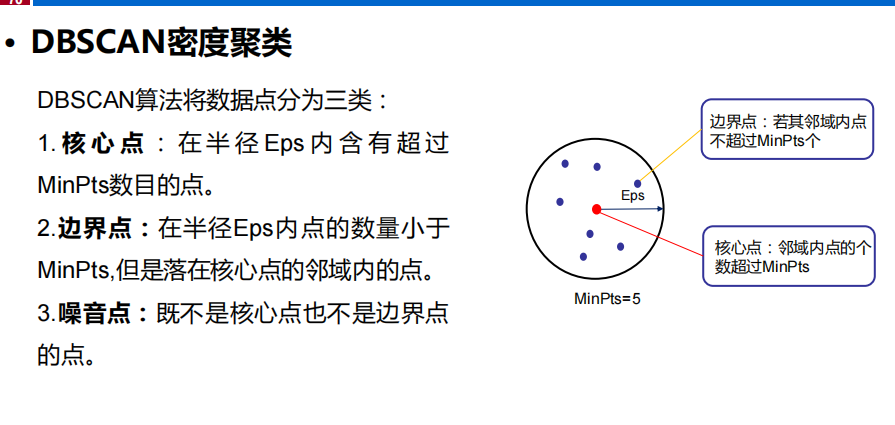 • DBSCAN密度聚类
DBSCAN算法将数据点分为三类：
1. 核心点：在半径Eps内含有超过
MinPts数目的点。
2.边界点：在半径Eps内点的数量小于
MinPts,但是落在核心点的邻域内的点。
3.噪音点：既不是核心点也不是边界点
的点。
边界点：若其邻域内点
不超过MinPts个
Eps
核心点：邻域内点的个
数超过MinPts
MinPts=5